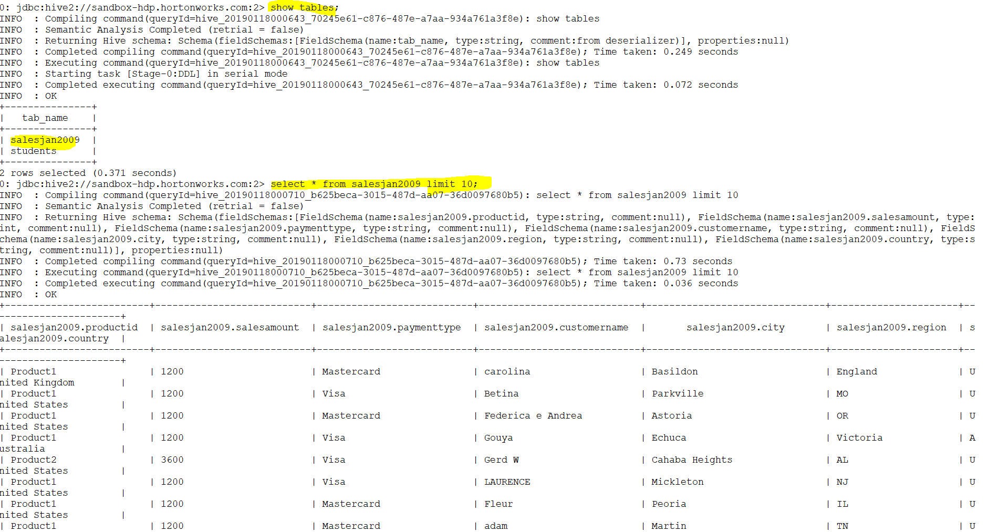 0: jdbc:hive2://sandbox-hdp.hortonworks.com:2> show tables;
INFO  : Compiling command(queryId=hive_20190118000643_70245e61-c876-487e-a7aa-934a761a3f8e): show tables
INFO  : Semantic Analysis Completed (retrial = false)
INFO  : Returning Hive schema: Schema(fieldSchemas:[FieldSchema(name:tab_name, type:string, comment:from deserializer)], properties:null)
INFO  : Completed compiling command(queryId=hive_20190118000643_70245e61-c876-487e-a7aa-934a761a3f8e); Time taken: 0.249 seconds
INFO  : Executing command(queryId=hive_20190118000643_70245e61-c876-487e-a7aa-934a761a3f8e): show tables
INFO  : Starting task [Stage-0:DDL] in serial mode
INFO  : Completed executing command(queryId=hive_20190118000643_70245e61-c876-487e-a7aa-934a761a3f8e); Time taken: 0.072 seconds
INFO  : OK
+---------------+
|   tab_name    |
+---------------+
| salesjan2009  |
| students      |
+---------------+
2 rows selected (0.371 seconds)
0: jdbc:hive2://sandbox-hdp.hortonworks.com:2> select * from salesjan2009 limit 10;
INFO  : Compiling command(queryId=hive_20190118000710_b625beca-3015-487d-aa07-36d0097680b5): select * from salesjan2009 limit 10
INFO  : Semantic Analysis Completed (retrial = false)
INFO  : Returning Hive schema: Schema(fieldSchemas:[FieldSchema(name:salesjan2009.productid, type:string, comment:null), FieldSchema(name:salesjan2009.salesamount, type:
int, comment:null), FieldSchema(name:salesjan2009.paymenttype, type:string, comment:null), FieldSchema(name:salesjan2009.customername, type:string, comment:null), FieldS
chema(name:salesjan2009.city, type:string, comment:null), FieldSchema(name:salesjan2009.region, type:string, comment:null), FieldSchema(name:salesjan2009.country, type:s
tring, comment:null)], properties:null)
INFO  : Completed compiling command(queryId=hive_20190118000710_b625beca-3015-487d-aa07-36d0097680b5); Time taken: 0.73 seconds
INFO  : Executing command(queryId=hive_20190118000710_b625beca-3015-487d-aa07-36d0097680b5): select * from salesjan2009 limit 10
INFO  : Completed executing command(queryId=hive_20190118000710_b625beca-3015-487d-aa07-36d0097680b5); Time taken: 0.036 seconds
INFO  : OK
+-------------------------+----------------------------+----------------------------+-----------------------------+-------------------------------+----------------------+--
---------------------+
| salesjan2009.productid  | salesjan2009.salesamount  | salesjan2009.paymenttype  | salesjan2009.customername  |       salesjan2009.city       | salesjan2009.region  | s
alesjan2009.country  |
+-------------------------+----------------------------+----------------------------+-----------------------------+-------------------------------+----------------------+--
---------------------+
| Product1 | 1200 | Mastercard | carolina | Basildon | England | U
nited Kingdom |
| Product1 | 1200 | Visa | Betina | Parkville | MO | U
nited States |
| Product1 | 1200 | Mastercard | Federica e Andrea | Astoria | OR | U
nited States |
| Product1 | 1200 | Visa | Gouya | Echuca | Victoria | A
ustralia |
| Product2 | 3600 | Visa | Gerd W | Cahaba Heights | AL | U
nited States |
| Product1 | 1200 | Visa | LAURENCE | Mickleton | NJ | U
nited States |
| Product1 | 1200 | Mastercard | Fleur | Peoria | IL | U
nited States |
| Product1 | 1200 | Mastercard | adam | Martin | TN | U